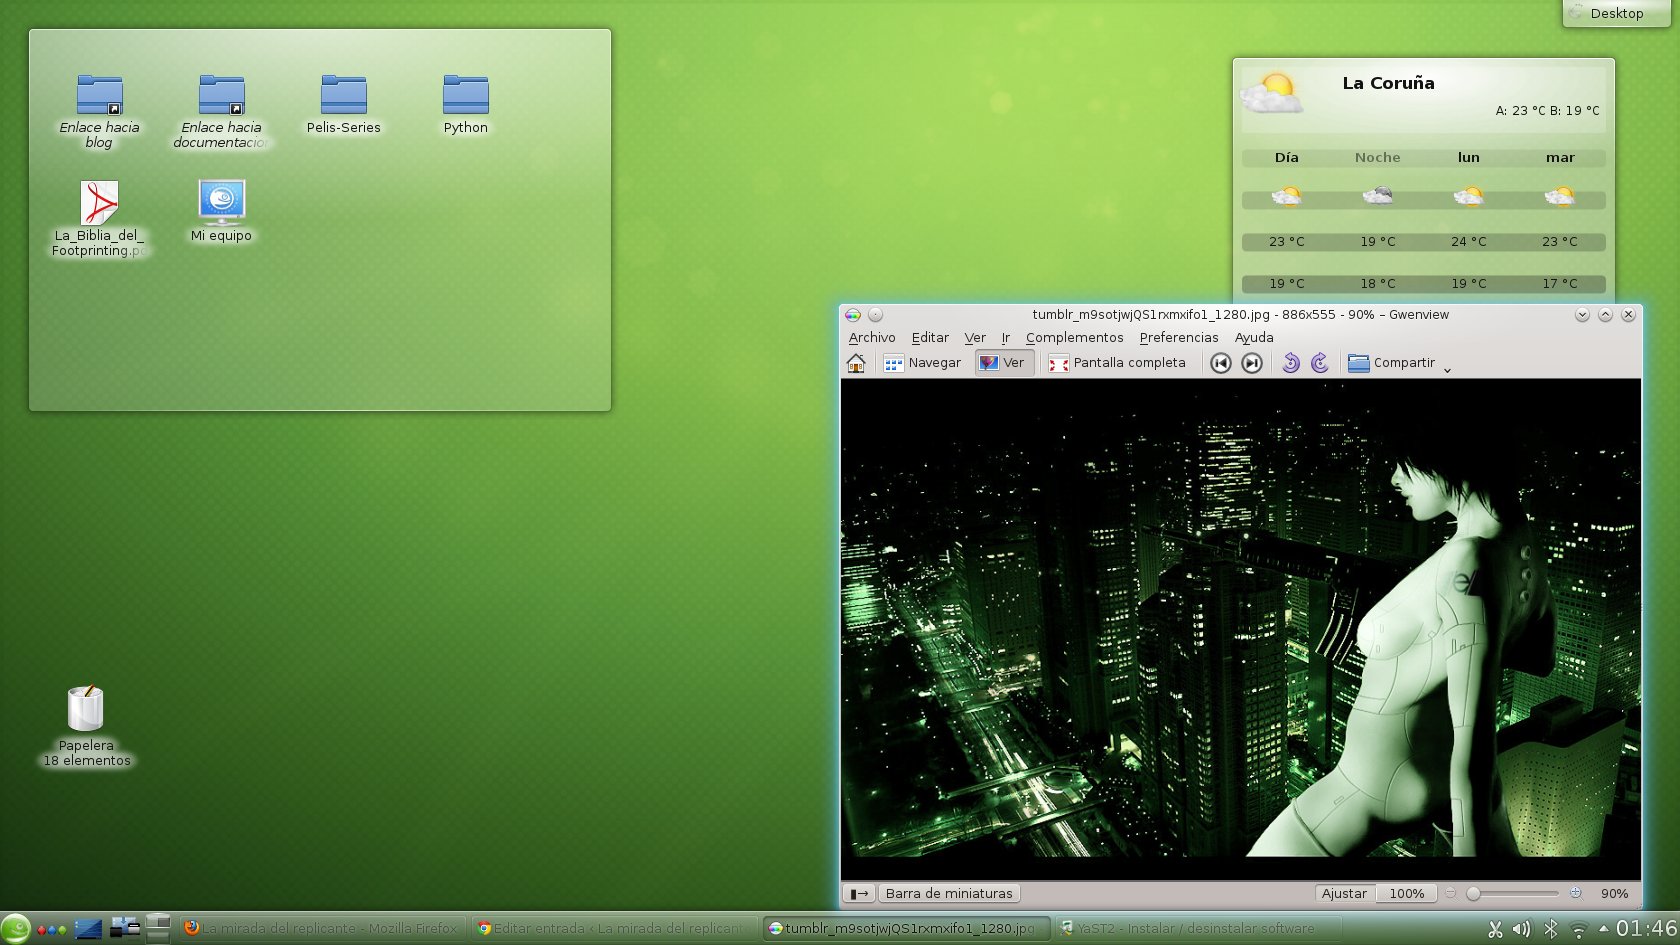 Desktop
Enlace hacia
blog
Enlace hacia
documentacion
Pelis-Series
Python
La_Biblia_del_
Footprinting.pd
Mi equipo
La Coruña
A: 23 °C B: 19 °C
Día Noche lun mar
23 °C 19 °C 24 °C 23 °C
19 °C 18 °C 19 °C 17 °C
tumblr_m9sotjwjQS1rxmxifo1_1280.jpg - 886x555 - 90% – Gwenview
Archivo Editar Ver Ir Complementos Preferencias Ayuda
Navegar Ver Pantalla completa Compartir
Papelera
18 elementos
Barra de miniaturas Ajustar 100% 90%
La mirada del replicante - Mozilla Firefox
Editar entrada ‹ La mirada del replicante
tumblr_m9sotjwjQS1rxmxifo1_1280.jpg
YaST2 - Instalar / desinstalar software
01:46